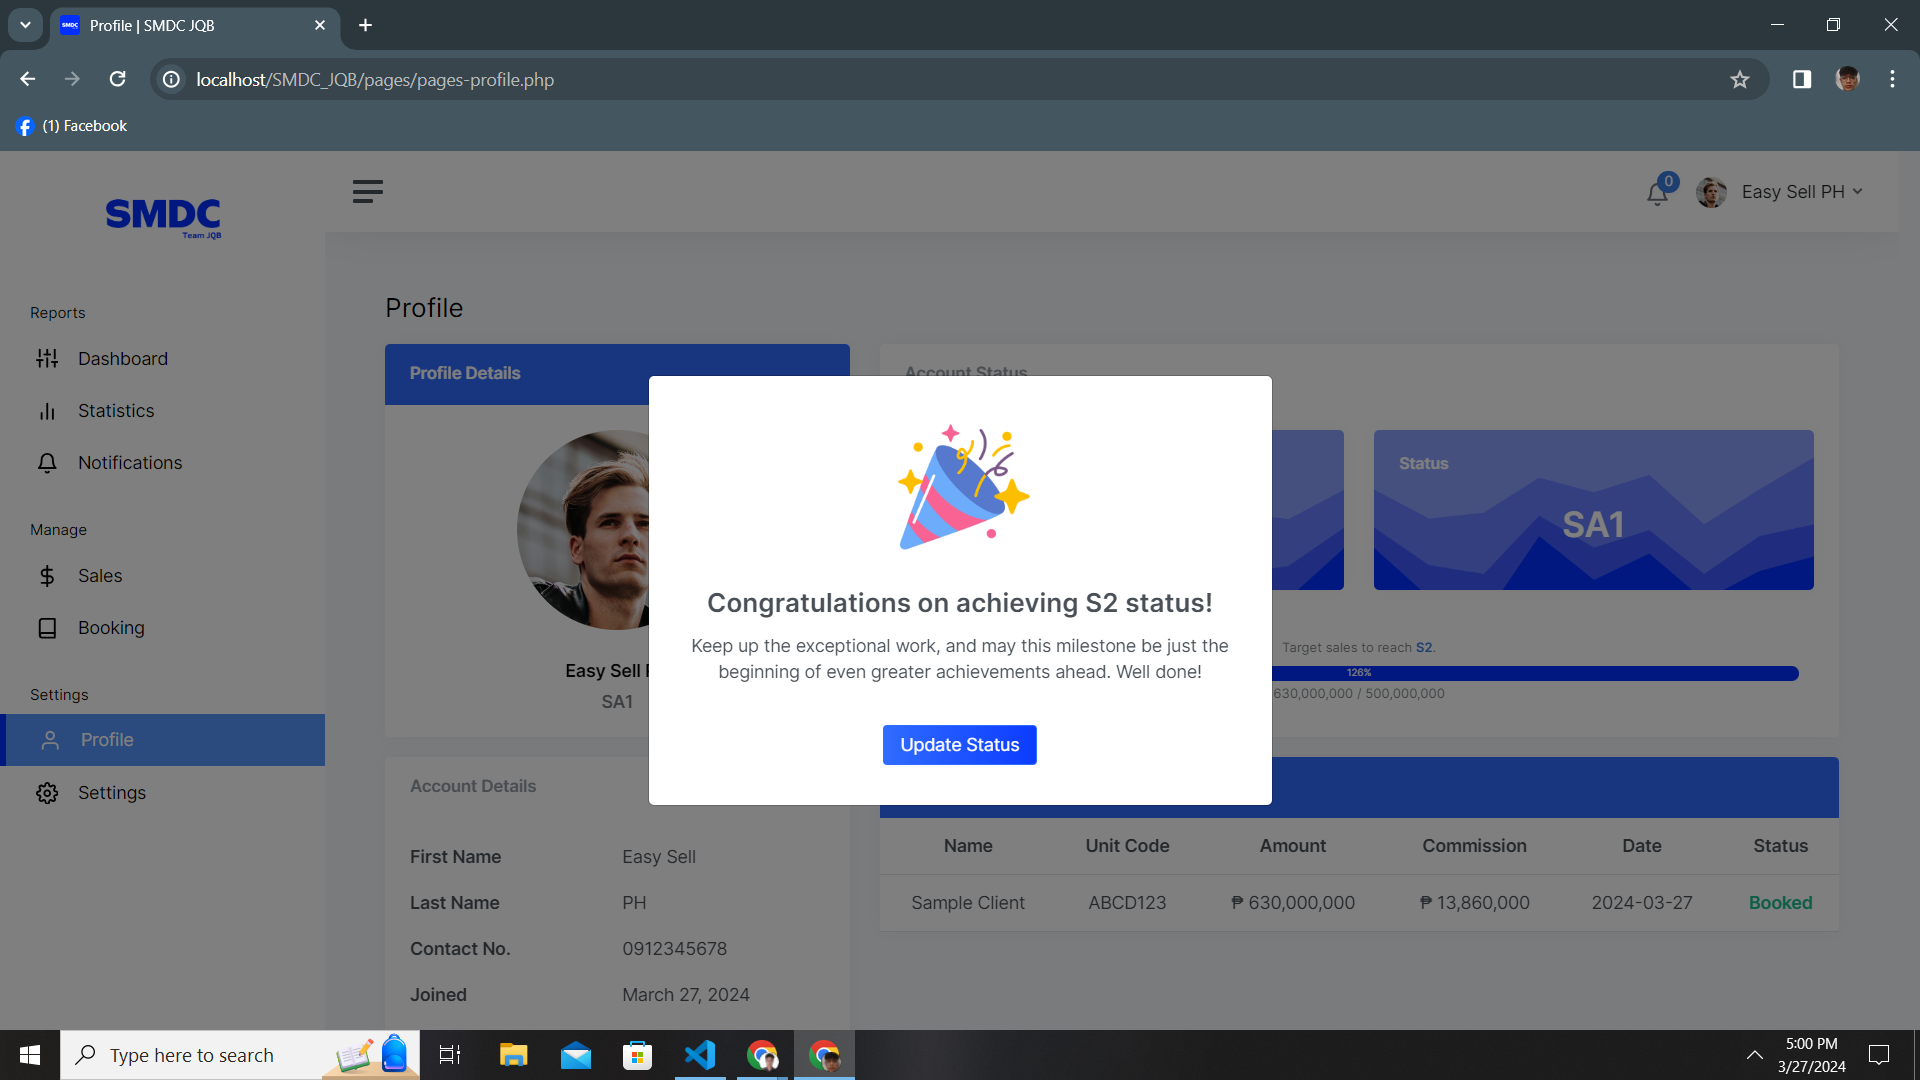 SMDC
Profile | SMDC JQB
localhost/SMDC_JQB/pages/pages-profile.php
(1) Facebook
SMDC
Team JQB
0
Easy Sell PH
Reports
Dashboard
Statistics
Notifications
Manage
Sales
Booking
Settings
Profile
Settings
Profile
Profile Details
Easy Sell P
SA1
Account Status
Status
SA1
Target sales to reach S2.
126%
630,000,000 / 500,000,000
Congratulations on achieving S2 status!
Keep up the exceptional work, and may this milestone be just the
beginning of even greater achievements ahead. Well done!
Update Status
Account Details
First Name Easy Sell
Last Name PH
Contact No. 0912345678
Joined March 27, 2024
Name Unit Code Amount Commission Date Status
Sample Client ABCD123 ₱ 630,000,000 ₱ 13,860,000 2024-03-27 Booked
Type here to search
5:00 PM
3/27/2024